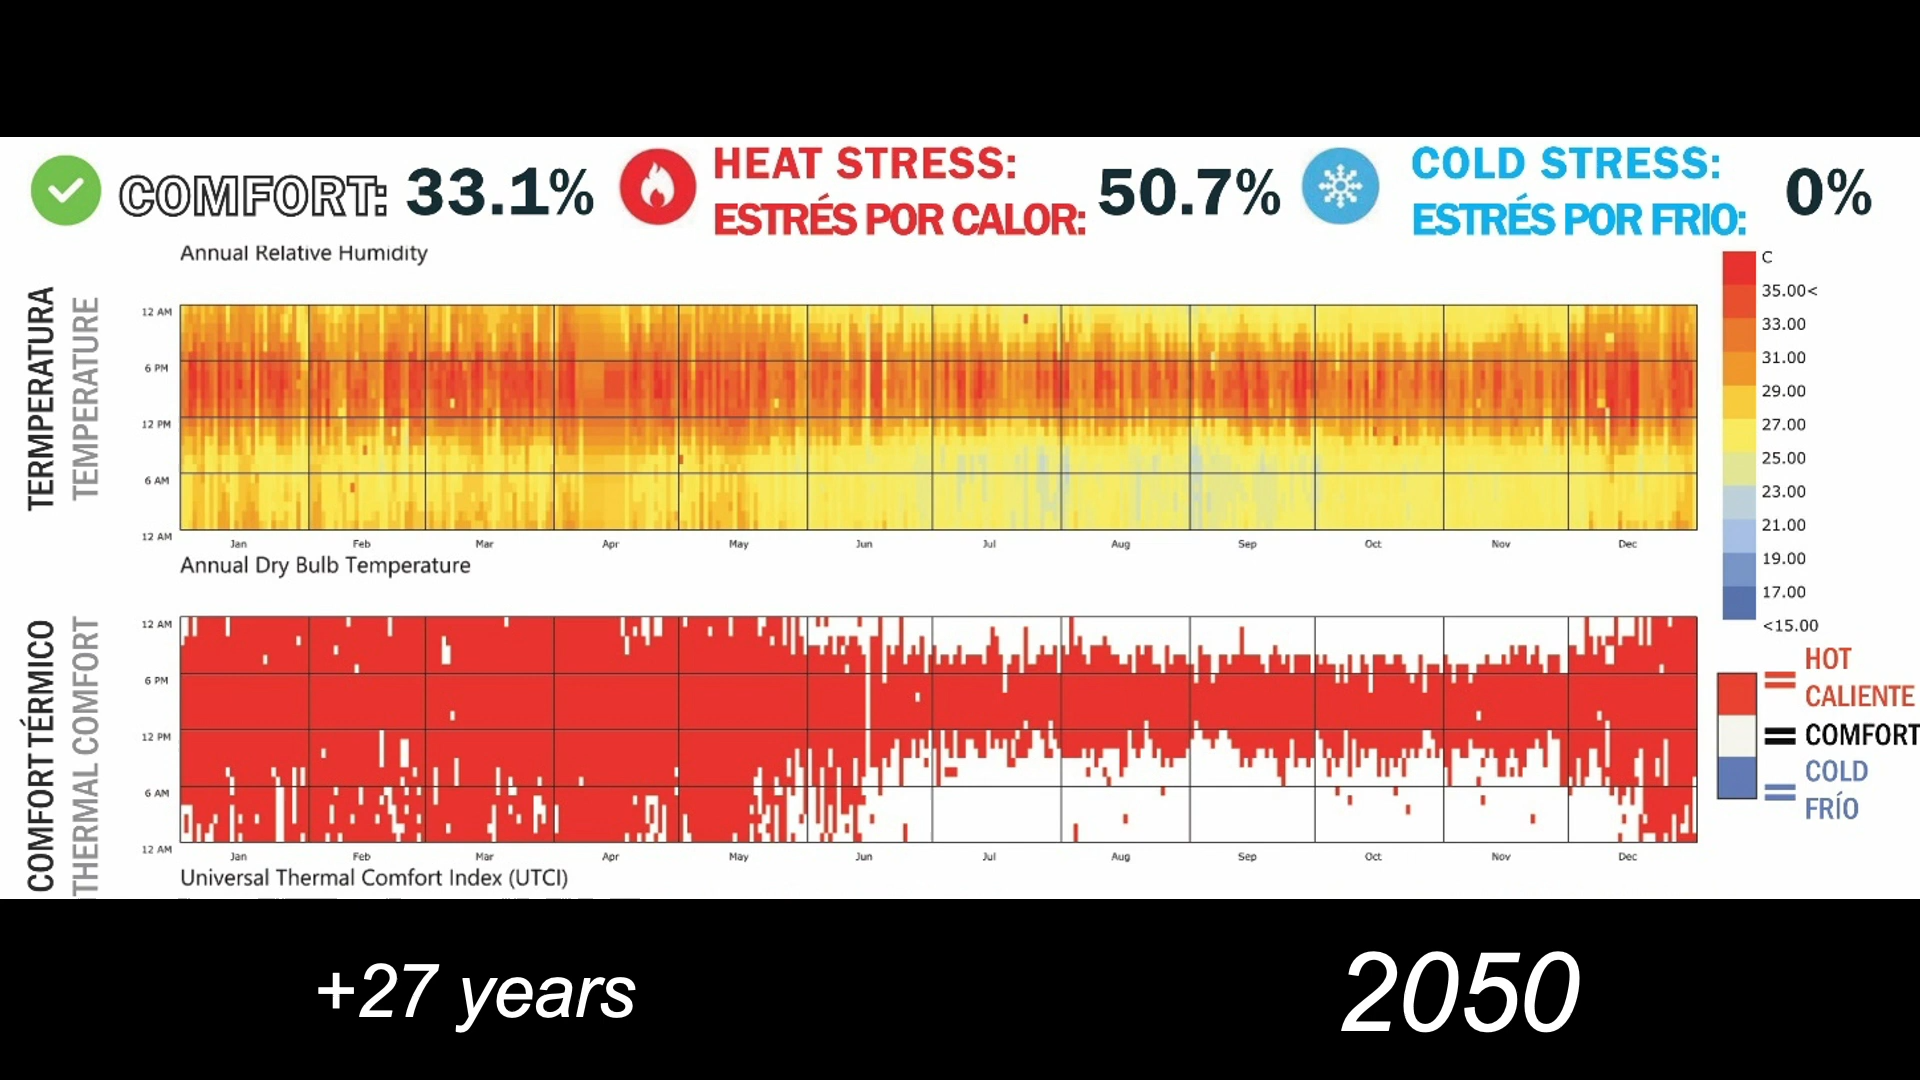 COMFORT: 33.1%
HEAT STRESS:
ESTRÉS POR CALOR: 50.7%
COLD STRESS:
ESTRÉS POR FRIO: 0%
Annual Relative Humidity
TERMPERATURA
TEMPERATURE
12 AM
6 PM
12 PM
6 AM
12 AM
Jan Feb Mar Apr May Jun Jul Aug Sep Oct Nov Dec
Annual Dry Bulb Temperature
C
35.00<
33.00
31.00
29.00
27.00
25.00
23.00
21.00
19.00
17.00
<15.00
COMFORT TÉRMICO
THERMAL COMFORT
12 AM
6 PM
12 PM
6 AM
12 AM
Jan Feb Mar Apr May Jun Jul Aug Sep Oct Nov Dec
Universal Thermal Comfort Index (UTCI)
= HOT
CALIENTE
= COMFORT
= COLD
FRÍO
+27 years
2050